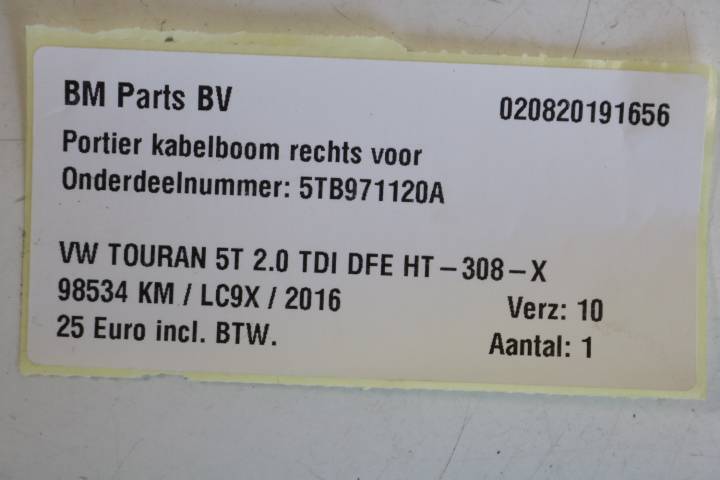 BM Parts BV 020820191656
Portier kabelboom rechts voor
Onderdeelnummer: 5TB971120A
VW TOURAN 5T 2.0 TDI DFE HT-308-X
98534 KM / LC9X / 2016 Verz: 10
25 Euro incl. BTW. Aantal: 1